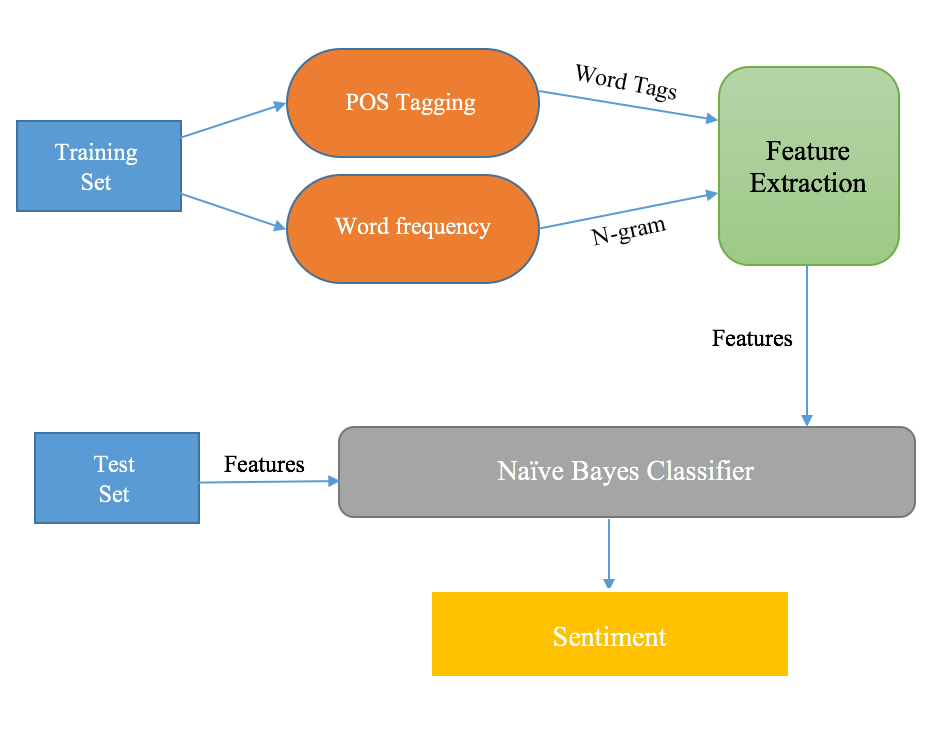 POS Tagging
Word Tags
Training
Set
Feature
Extraction
Word frequency
N-gram
Features
Test
Set
Features
Naïve Bayes Classifier
Sentiment